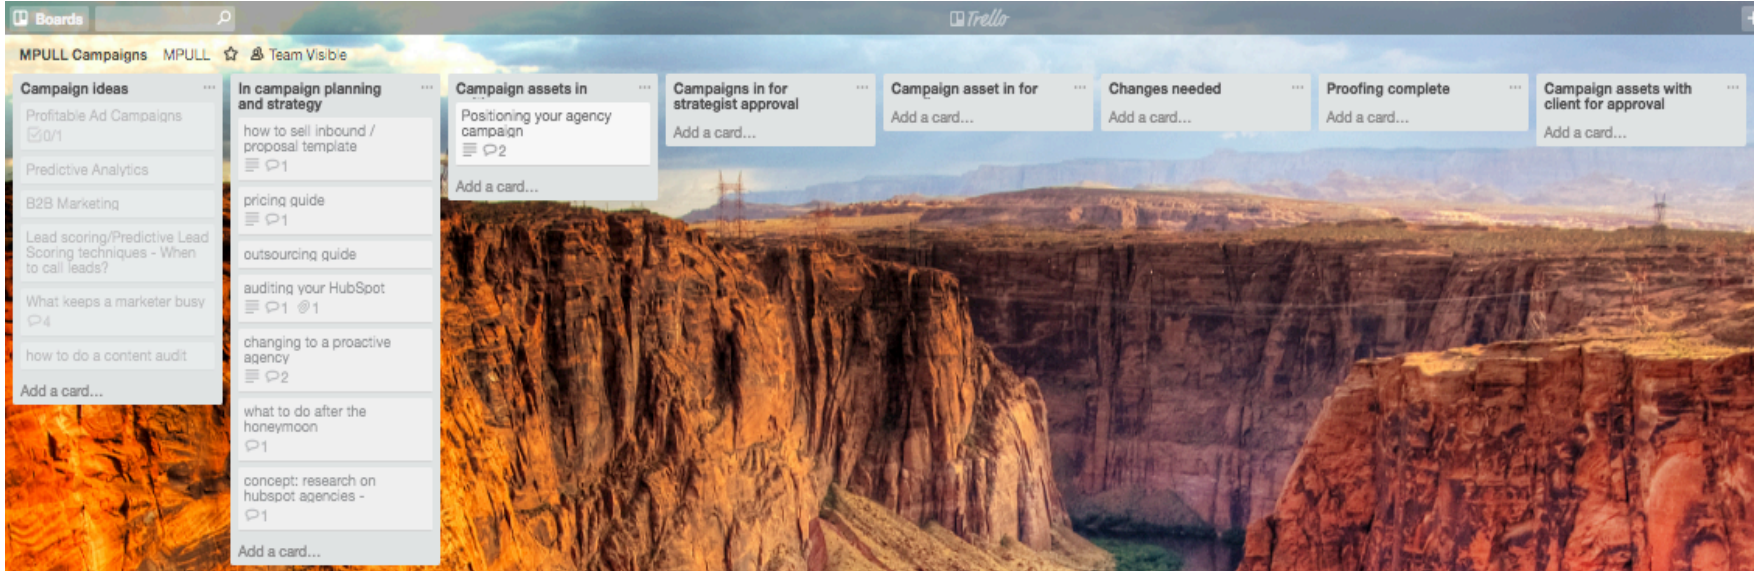 Boards
Trello
MPULL Campaigns MPULL Team Visible
Campaign ideas
Profitable Ad Campaigns
0/1
Predictive Analytics
B2B Marketing
Lead scoring/Predictive Lead
Scoring techniques - When
to call leads?
What keeps a marketer busy
4
how to do a content audit
Add a card...
In campaign planning
and strategy
how to sell inbound /
proposal template
1
pricing guide
1
outsourcing guide
auditing your HubSpot
1 1
changing to a proactive
agency
2
what to do after the
honeymoon
1
concept: research on
hubspot agencies -
1
Add a card...
Campaign assets in
Positioning your agency
campaign
2
Add a card...
Campaigns in for
strategist approval
Add a card...
Campaign asset in for
Add a card...
Changes needed
Add a card...
Proofing complete
Add a card...
Campaign assets with
client for approval
Add a card...